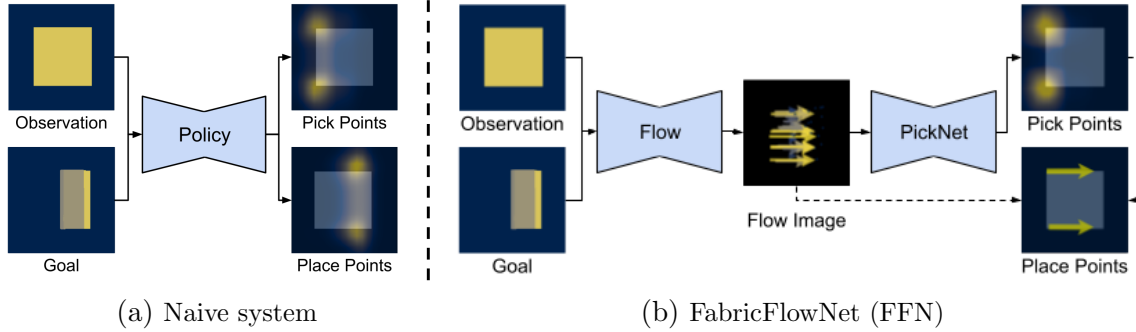 Observation
Policy
Pick Points
Goal
Place Points
(a) Naive system
Observation
Flow
PickNet
Pick Points
Flow Image
Goal
Place Points
(b) FabricFlowNet (FFN)